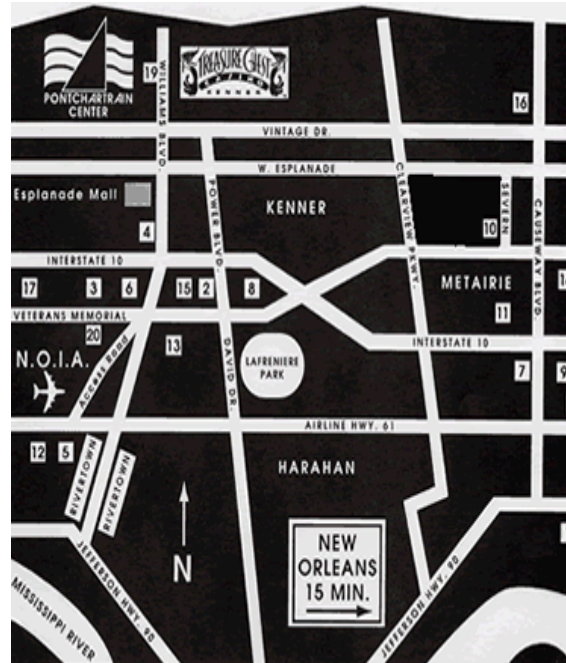 PONTCHARTRAIN
CENTER
19
WILLIAMS BLVD.
TREASURE CHEST
CASINO
KENNER
16
VINTAGE DR.
W. ESPLANADE
Esplanade Mall
POWER BLVD.
KENNER
CLEARVIEW PKWY.
SEVERN
CAUSEWAY BLVD.
4
10
INTERSTATE 10
METAIRIE
17
3
6
15
2
8
11
VETERANS MEMORIAL
20
N.O.I.A.
Access Road
13
DAVID DR.
LAFRENIERE
PARK
INTERSTATE 10
7
9
AIRLINE HWY. 61
12
5
RIVERTOWN
RIVERTOWN
HARAHAN
N
NEW
ORLEANS
15 MIN.
JEFFERSON HWY. 90
JEFFERSON HWY. 90
MISSISSIPPI RIVER